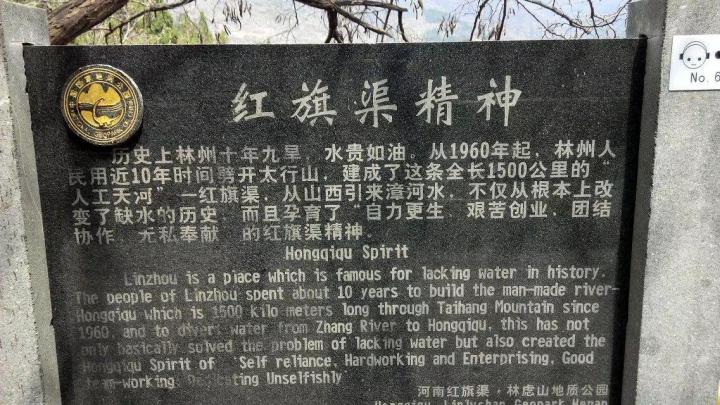 红旗渠精神
历史上林州十年九旱，水贵如油。从1960年起，林州人
民用近10年时间劈开太行山，建成了这条全长1500公里的“
人工天河”—红旗渠，从山西引来漳河水，不仅从根本上改
变了缺水的历史，而且孕育了“自力更生、艰苦创业、团结
协作、无私奉献”的红旗渠精神。
Hongqiqu Spirit
Linzhou is a place which is famous for lacking water in history.
The people of Linzhou spent about 10 years to build the man-made river-
Hongqiqu which is 1500 kilo meters long through Taihang Mountain since
1960, and to divert water from Zhang River to Hongqiqu, this has not
only basically solved the problem of lacking water but also created the
Hongqiqu Spirit of "Self reliance, Hardworking and Enterprising, Good
team-working, Unselfishly
河南红旗渠·林虑山地质公园
Hongqiqu, Geopark Henan
No. 6